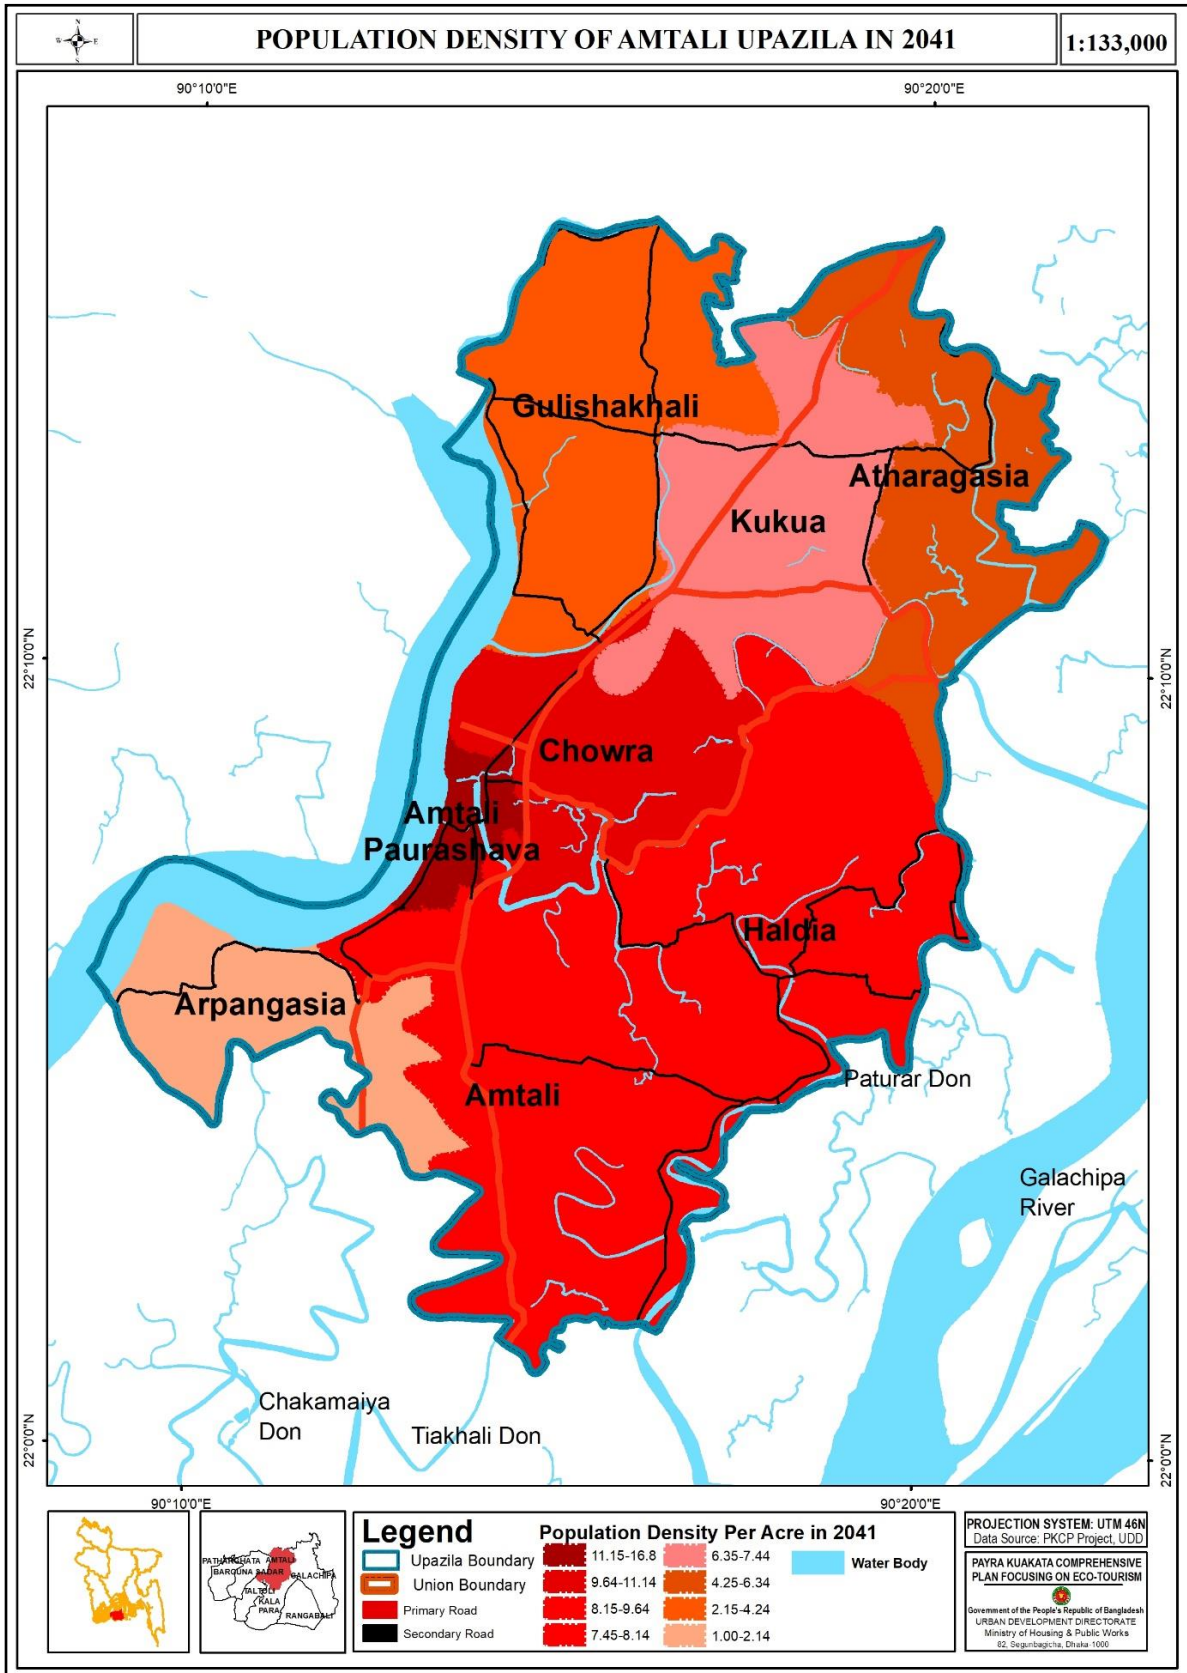 N
W E
S
POPULATION DENSITY OF AMTALI UPAZILA IN 2041
1:133,000
90°10'0"E
90°20'0"E
Gulishakhali
Atharagasia
Kukua
22°10'0"N
22°10'0"N
Chowra
Amtali
Paurashava
Haldia
Arpangasia
Amtali
Paturar Don
Galachipa
River
Chakamaiya
Don
Tiakhali Don
22°0'0"N
22°0'0"N
90°10'0"E
90°20'0"E
PATHARGHATA
AMTALI
BARGUNA SADAR
GALACHIPA
TALTOLI
KALA
PARA
RANGABALI
Legend
Upazila Boundary
Union Boundary
Primary Road
Secondary Road
Population Density Per Acre in 2041
11.15-16.8
9.64-11.14
8.15-9.64
7.45-8.14
6.35-7.44
4.25-6.34
2.15-4.24
1.00-2.14
Water Body
PROJECTION SYSTEM: UTM 46N
Data Source: PKCP Project, UDD
PAYRA KUAKATA COMPREHENSIVE
PLAN FOCUSING ON ECO-TOURISM
Government of the People's Republic of Bangladesh
URBAN DEVELOPMENT DIRECTORATE
Ministry of Housing & Public Works
82, Segunbagicha, Dhaka-1000